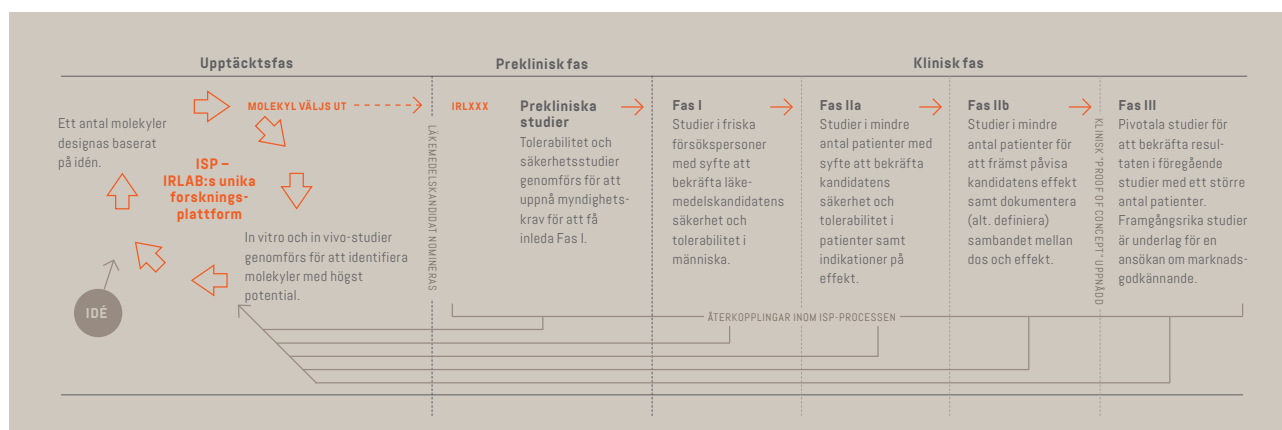 Upptäcktsfas
Preklinisk fas
Klinisk fas
Ett antal molekyler
designas baserat
på idén.
MOLEKYL VÄLJS UT
ISP –
IRLAB:s unika
forsknings-
plattform
In vitro och in vivo-studier
genomförs för att identifiera
molekyler med högst
potential.
IDÉ
LÄKEMEDELSKANDIDAT NOMINERAS
IRLXXX
Prekliniska
studier
Tolerabilitet och
säkerhetsstudier
genomförs för att
uppnå myndighets-
krav för att få
inleda Fas I.
Fas I
Studier i friska
försökspersoner
med syfte att
bekräfta läke-
medelskandidatens
säkerhet och
tolerabilitet i
människa.
Fas IIa
Studier i mindre
antal patienter med
syfte att bekräfta
kandidatens
säkerhet och
tolerabilitet i
patienter samt
indikationer på
effekt.
Fas IIb
Studier i mindre
antal patienter för
att främst påvisa
kandidatens effekt
samt dokumentera
(alt. definiera)
sambandet mellan
dos och effekt.
KLINISK "PROOF OF CONCEPT" UPPNÅDD
Fas III
Pivotala studier för
att bekräfta resul-
taten i föregående
studier med ett större
antal patienter.
Framgångsrika studier
är underlag för en
ansökan om marknads-
godkännande.
ÅTERKOPPLINGAR INOM ISP-PROCESSEN